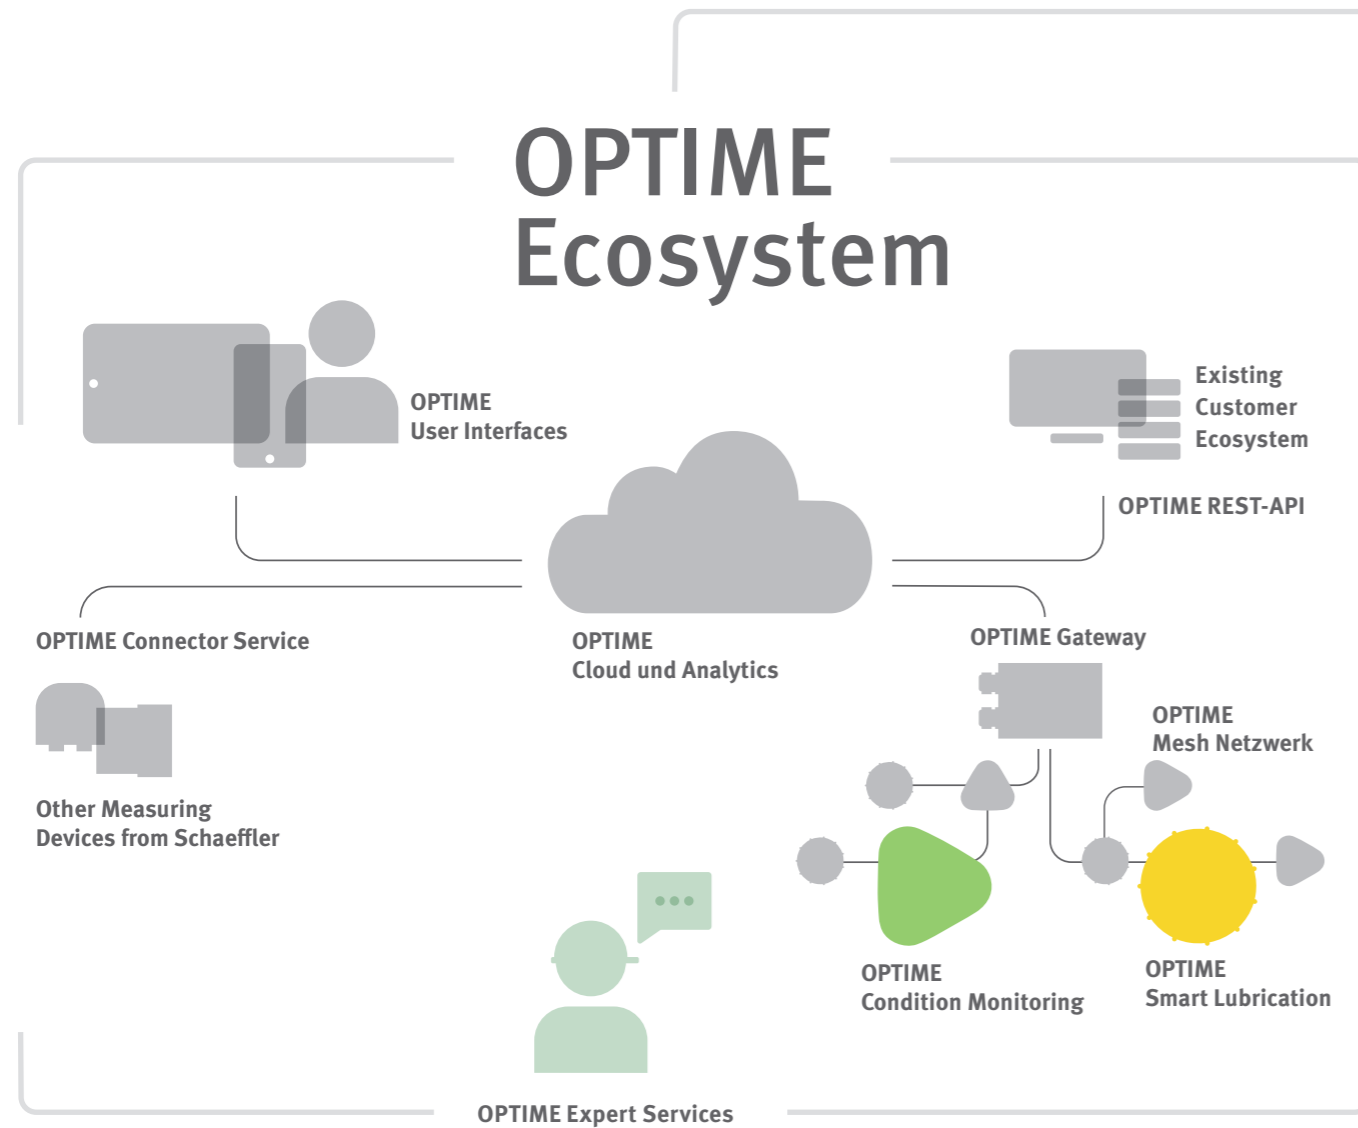 OPTIME
Ecosystem
OPTIME
User Interfaces
Existing
Customer
Ecosystem
OPTIME REST-API
OPTIME Connector Service
OPTIME
Cloud und Analytics
OPTIME Gateway
OPTIME
Mesh Netzwerk
Other Measuring
Devices from Schaeffler
OPTIME
Condition Monitoring
OPTIME
Smart Lubrication
OPTIME Expert Services